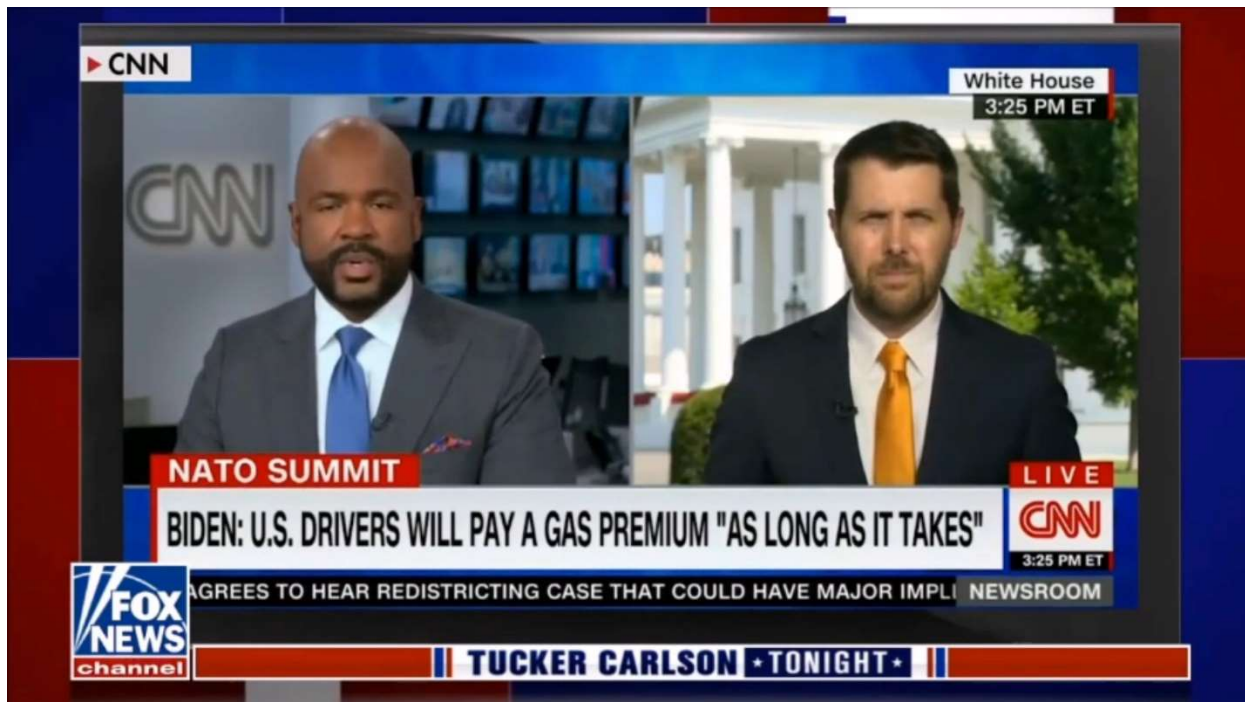 CNN
White House
3:25 PM ET
CNN
NATO SUMMIT
LIVE
BIDEN: U.S. DRIVERS WILL PAY A GAS PREMIUM "AS LONG AS IT TAKES"
CNN
3:25 PM ET
AGREES TO HEAR REDISTRICTING CASE THAT COULD HAVE MAJOR IMPLI
NEWSROOM
FOX
NEWS
channel
TUCKER CARLSON TONIGHT